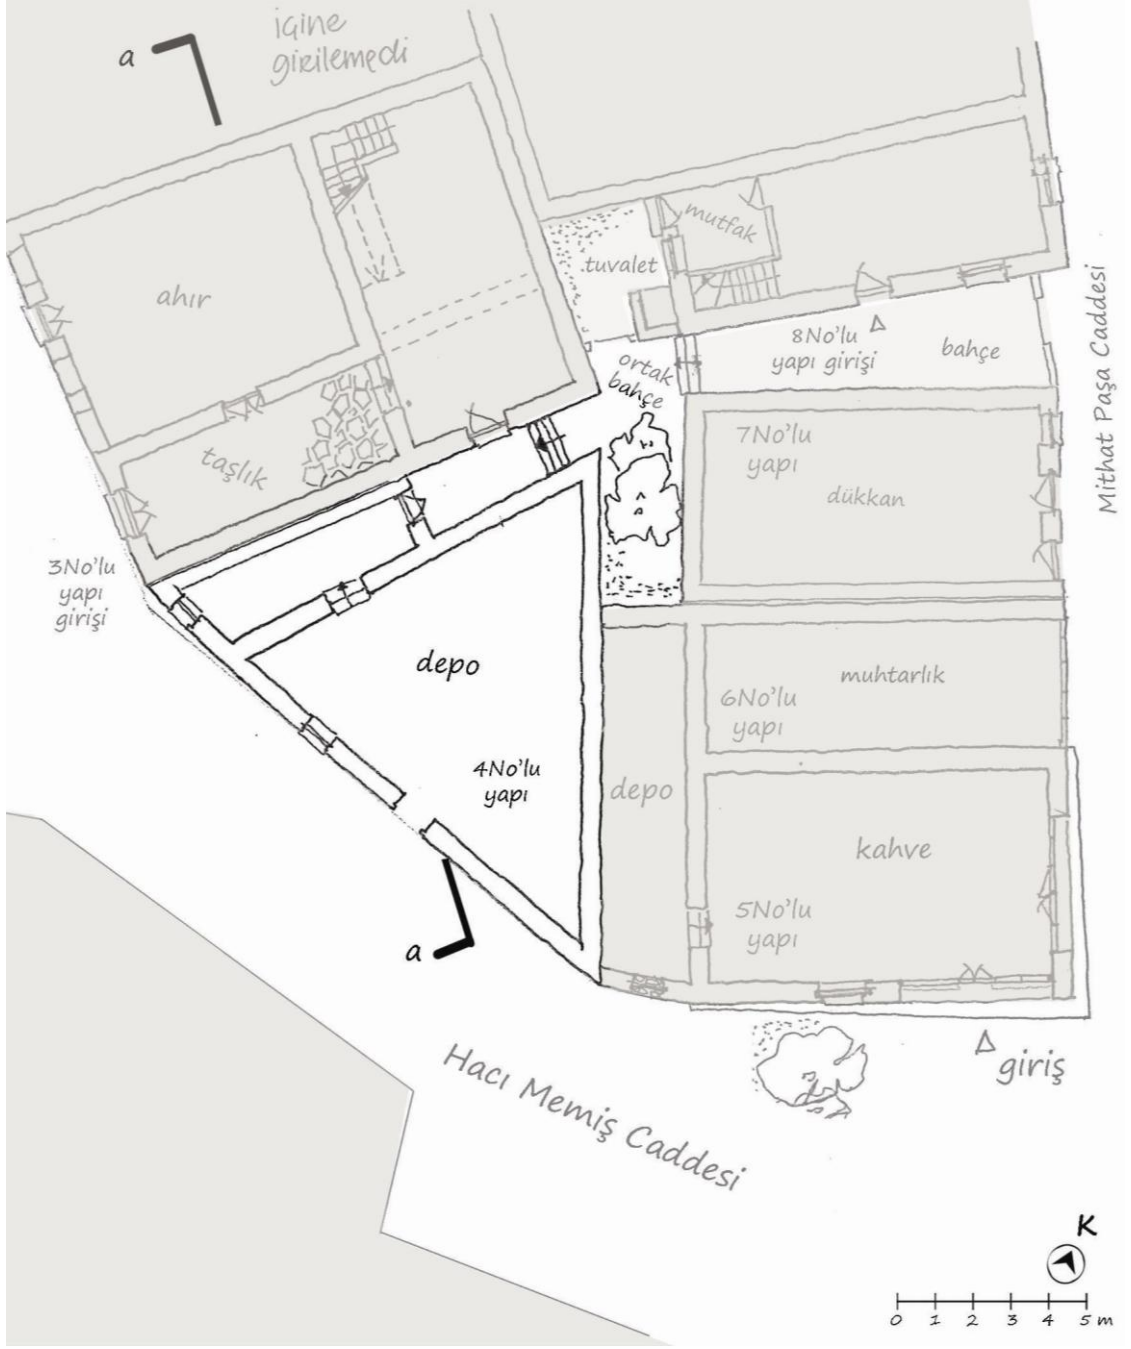 içine
girilemedi
a
mutfak
tuvalet
Mithat Paşa Caddesi
ahır
8No'lu
yapı girişi
bahçe
ortak
bahçe
7No'lu
yapı
taşlık
dükkan
3No'lu
yapı
girişi
depo
muhtarlık
6No'lu
yapı
4No'lu
yapı
depo
kahve
5No'lu
yapı
a
Hacı Memiş Caddesi
giriş
K
0 1 2 3 4 5 m